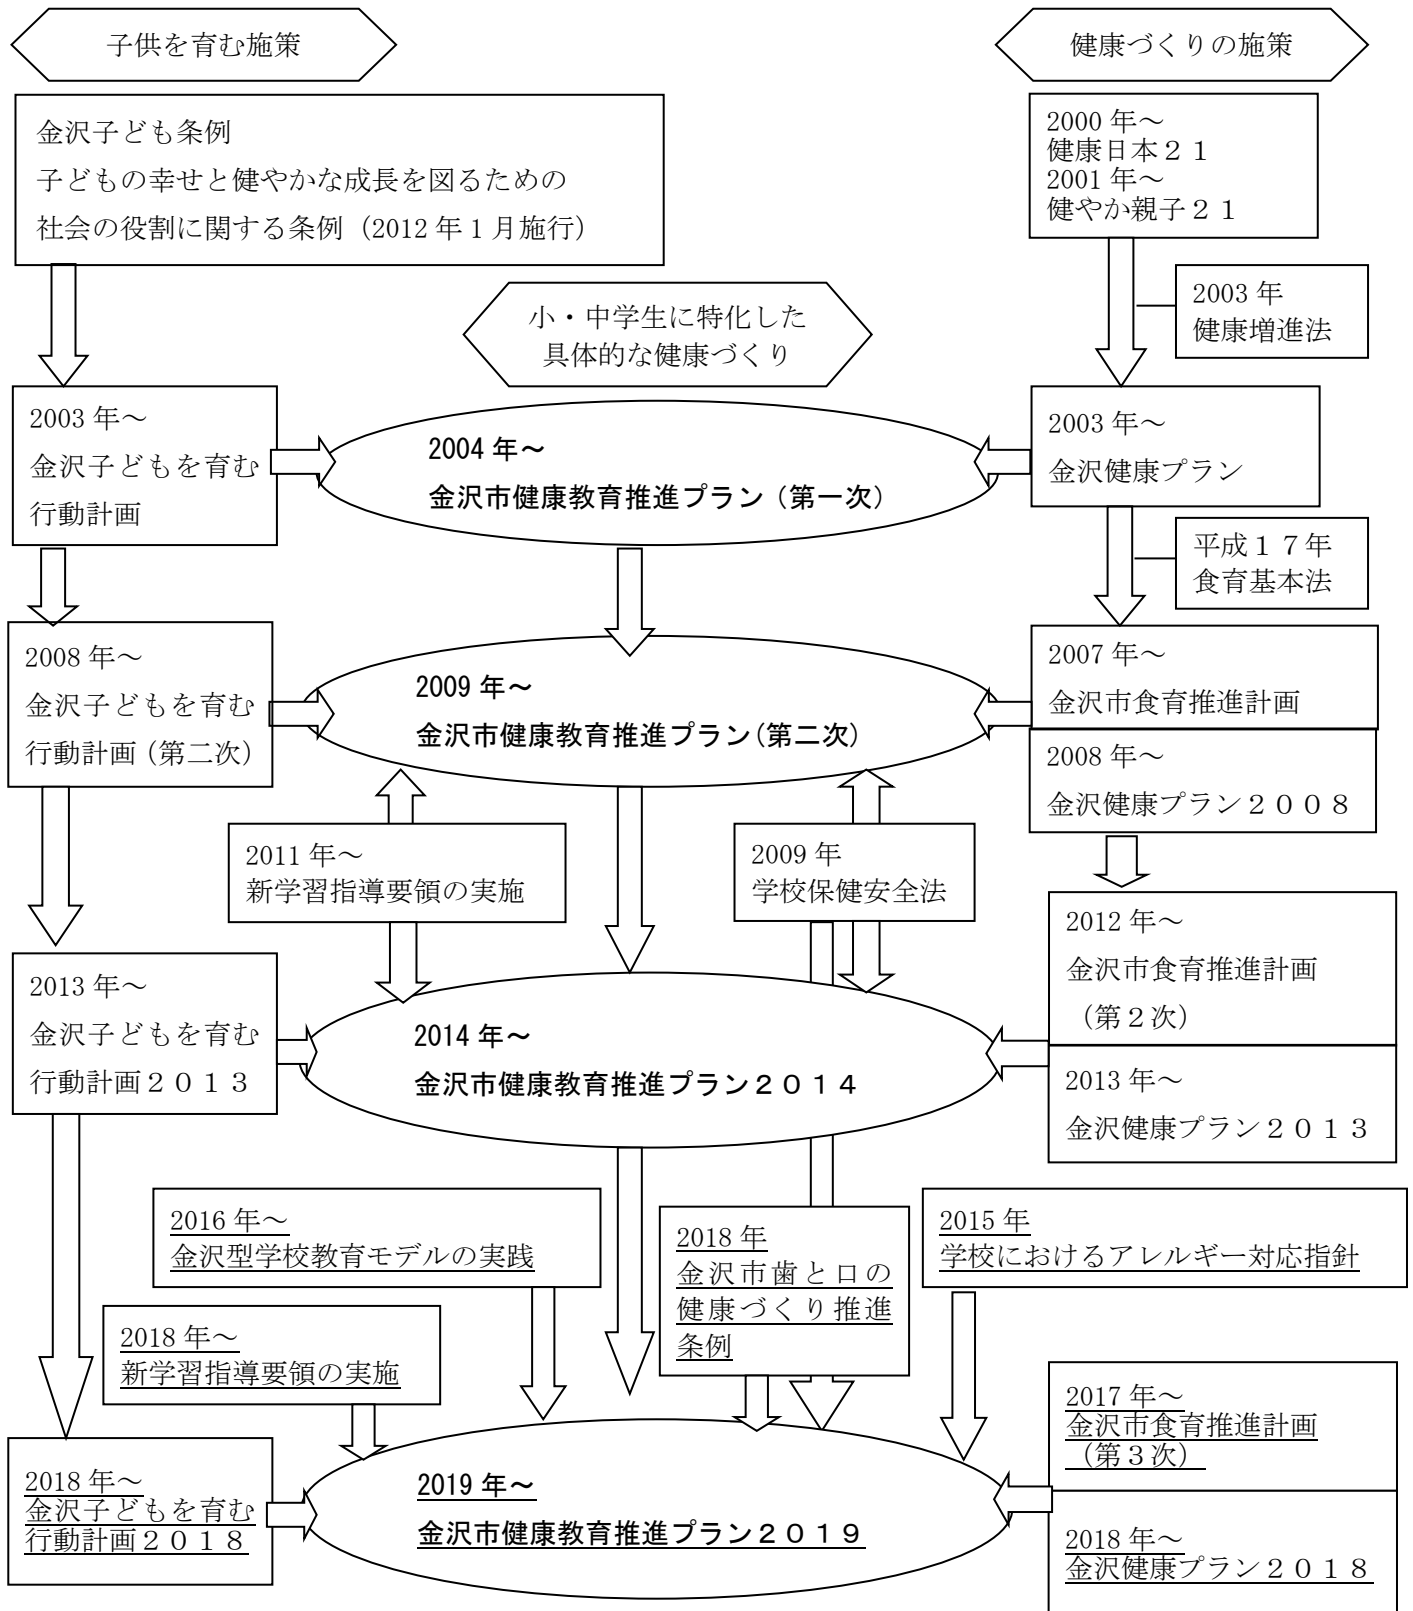 子供を育む施策
健康づくりの施策
金沢子ども条例
子どもの幸せと健やかな成長を図るための
社会の役割に関する条例（2012 年 1 月施行）
2000 年～
健康日本２１
2001 年～
健やか親子２１
2003 年
健康増進法
小・中学生に特化した
具体的な健康づくり
2003 年～
金沢子どもを育む
行動計画
2004 年～
金沢市健康教育推進プラン（第一次）
2003 年～
金沢健康プラン
平成１７年
食育基本法
2008 年～
金沢子どもを育む
行動計画（第二次）
2009 年～
金沢市健康教育推進プラン（第二次）
2007 年～
金沢市食育推進計画
2008 年～
金沢健康プラン２００８
2011 年～
新学習指導要領の実施
2009 年
学校保健安全法
2012 年～
金沢市食育推進計画
（第２次）
2013 年～
金沢子どもを育む
行動計画２０１３
2014 年～
金沢市健康教育推進プラン２０１４
2013 年～
金沢健康プラン２０１３
2016 年～
金沢型学校教育モデルの実践
2018 年
金沢市歯と口の
健康づくり推進
条例
2015 年
学校におけるアレルギー対応指針
2018 年～
新学習指導要領の実施
2017 年～
金沢市食育推進計画
（第３次）
2018 年～
金沢子どもを育む
行動計画２０１８
2019 年～
金沢市健康教育推進プラン２０１９
2018 年～
金沢健康プラン２０１８